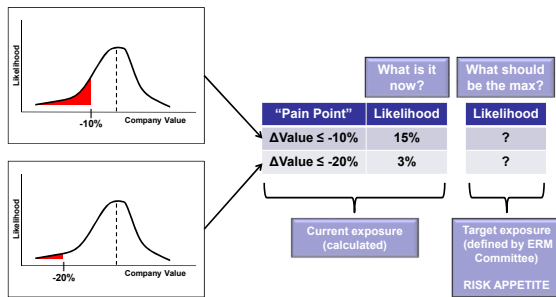 Likelihood
-10%
Company Value
Likelihood
-20%
Company Value
What is it
now?
What should
be the max?
“Pain Point”
Likelihood
Likelihood
ΔValue ≤ -10%
15%
?
ΔValue ≤ -20%
3%
?
Current exposure
(calculated)
Target exposure
(defined by ERM
Committee)
RISK APPETITE